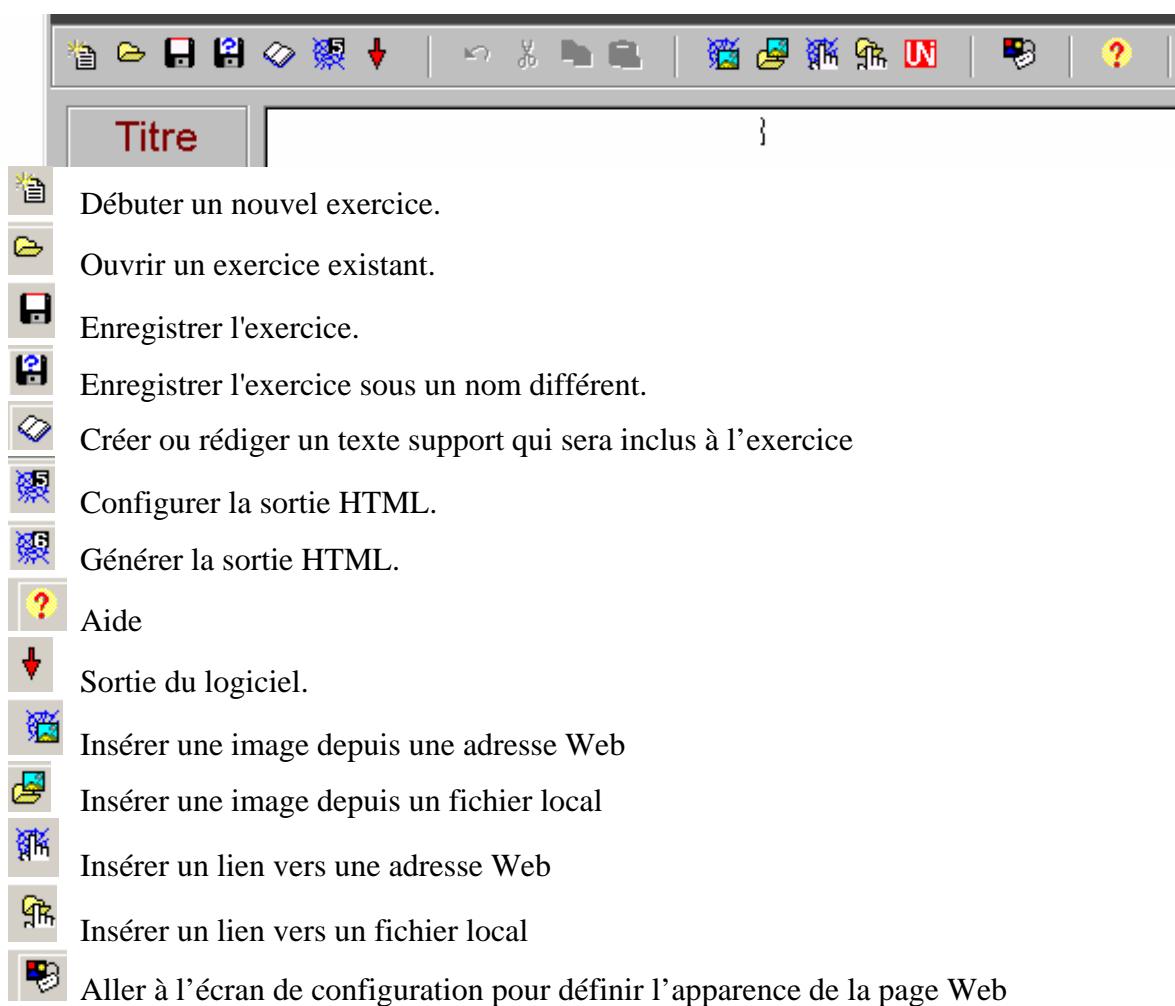 5
?
UNi
?
Titre
Débuter un nouvel exercice.
Ouvrir un exercice existant.
Enregistrer l'exercice.
?
Enregistrer l'exercice sous un nom différent.
Créer ou rédiger un texte support qui sera inclus à l’exercice
5
Configurer la sortie HTML.
6
Générer la sortie HTML.
?
Aide
Sortie du logiciel.
Insérer une image depuis une adresse Web
Insérer une image depuis un fichier local
Insérer un lien vers une adresse Web
Insérer un lien vers un fichier local
Aller à l’écran de configuration pour définir l’apparence de la page Web